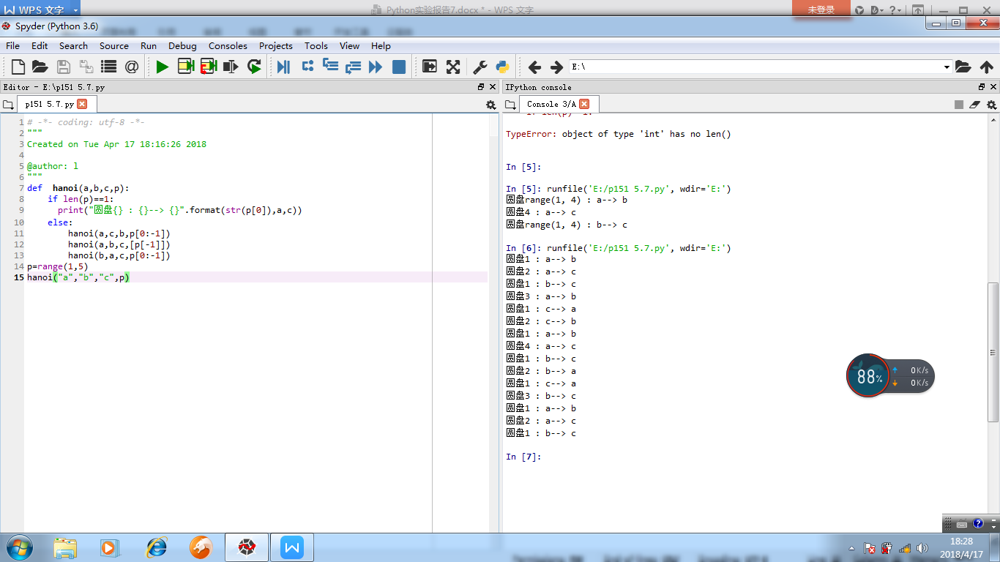 WPS 文字
Python实验报告7.docx * - WPS 文字
未登录
Spyder (Python 3.6)
File Edit Search Source Run Debug Consoles Projects Tools View Help
E:\
Editor - E:\p151 5.7.py
p151 5.7.py
1 # -*- coding: utf-8 -*-
2 """
3 Created on Tue Apr 17 18:16:26 2018
4
5 @author: l
6 """
7 def  hanoi(a,b,c,p):
8     if len(p)==1:
9       print("圆盘{} : {}--> {}".format(str(p[0]),a,c))
10     else:
11         hanoi(a,c,b,p[0:-1])
12         hanoi(a,b,c,[p[-1]])
13         hanoi(b,a,c,p[0:-1])
14 p=range(1,5)
15 hanoi("a","b","c",p)
IPython console
Console 3/A
TypeError: object of type 'int' has no len()
In [5]:
In [5]: runfile('E:/p151 5.7.py', wdir='E:')
圆盘range(1, 4) : a--> b
圆盘4 : a--> c
圆盘range(1, 4) : b--> c
In [6]: runfile('E:/p151 5.7.py', wdir='E:')
圆盘1 : a--> b
圆盘2 : a--> c
圆盘1 : b--> c
圆盘3 : a--> b
圆盘1 : c--> a
圆盘2 : c--> b
圆盘1 : a--> b
圆盘4 : a--> c
圆盘1 : b--> c
圆盘2 : b--> a
圆盘1 : c--> a
圆盘3 : b--> c
圆盘1 : a--> b
圆盘2 : a--> c
圆盘1 : b--> c
In [7]:
88%
0K/s
0K/s
18:28
2018/4/17